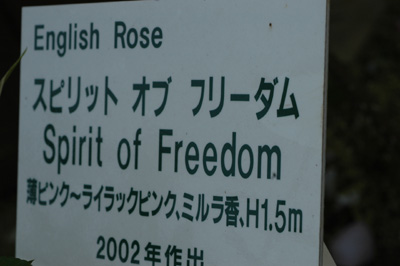 English Rose
スピリット オブ フリーダム
Spirit of Freedom
薄ピンク～ライラックピンク、ミルラ香、H1.5m
2002年作出